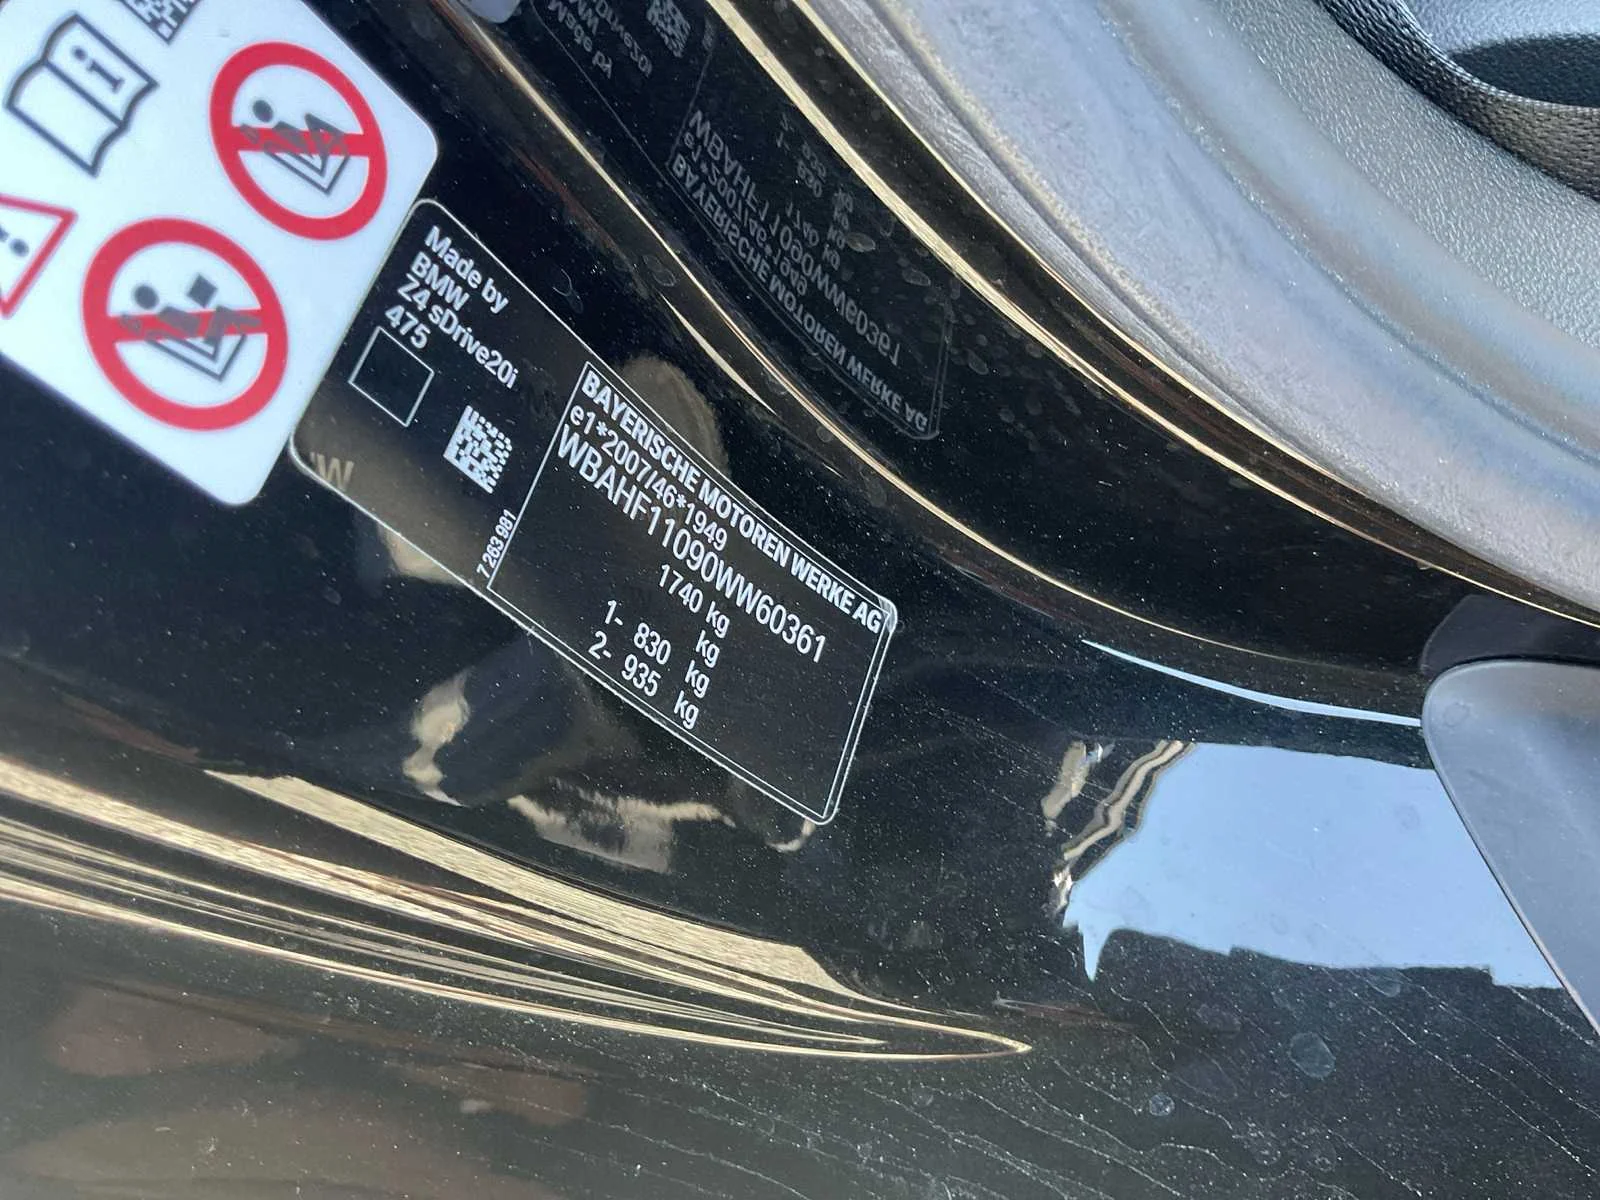 Made by
BMW
Z4 sDrive20i
475
7 263 981
BAYERISCHE MOTOREN WERKE AG
e1*2007/46*1949
WBAHF11090WW60361
1740 kg
1- 830 kg
2- 935 kg
kg